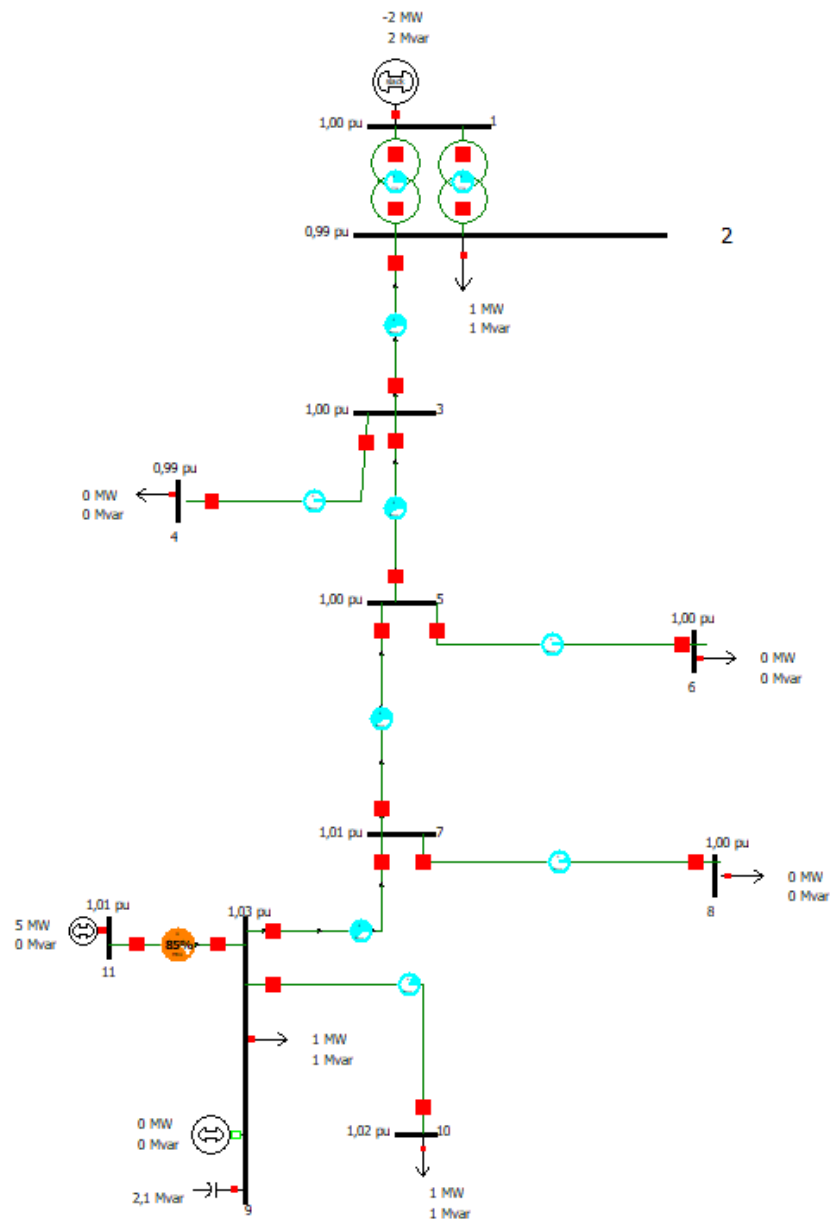 -2 MW
2 Mvar
slack
1,00 pu
1
0,99 pu
2
1 MW
1 Mvar
1,00 pu
3
0,99 pu
0 MW
0 Mvar
4
1,00 pu
5
1,00 pu
0 MW
0 Mvar
6
1,01 pu
7
1,00 pu
0 MW
0 Mvar
8
1,01 pu
1,03 pu
5 MW
0 Mvar
85%
11
1 MW
1 Mvar
0 MW
0 Mvar
1,02 pu
10
2,1 Mvar
9
1 MW
1 Mvar